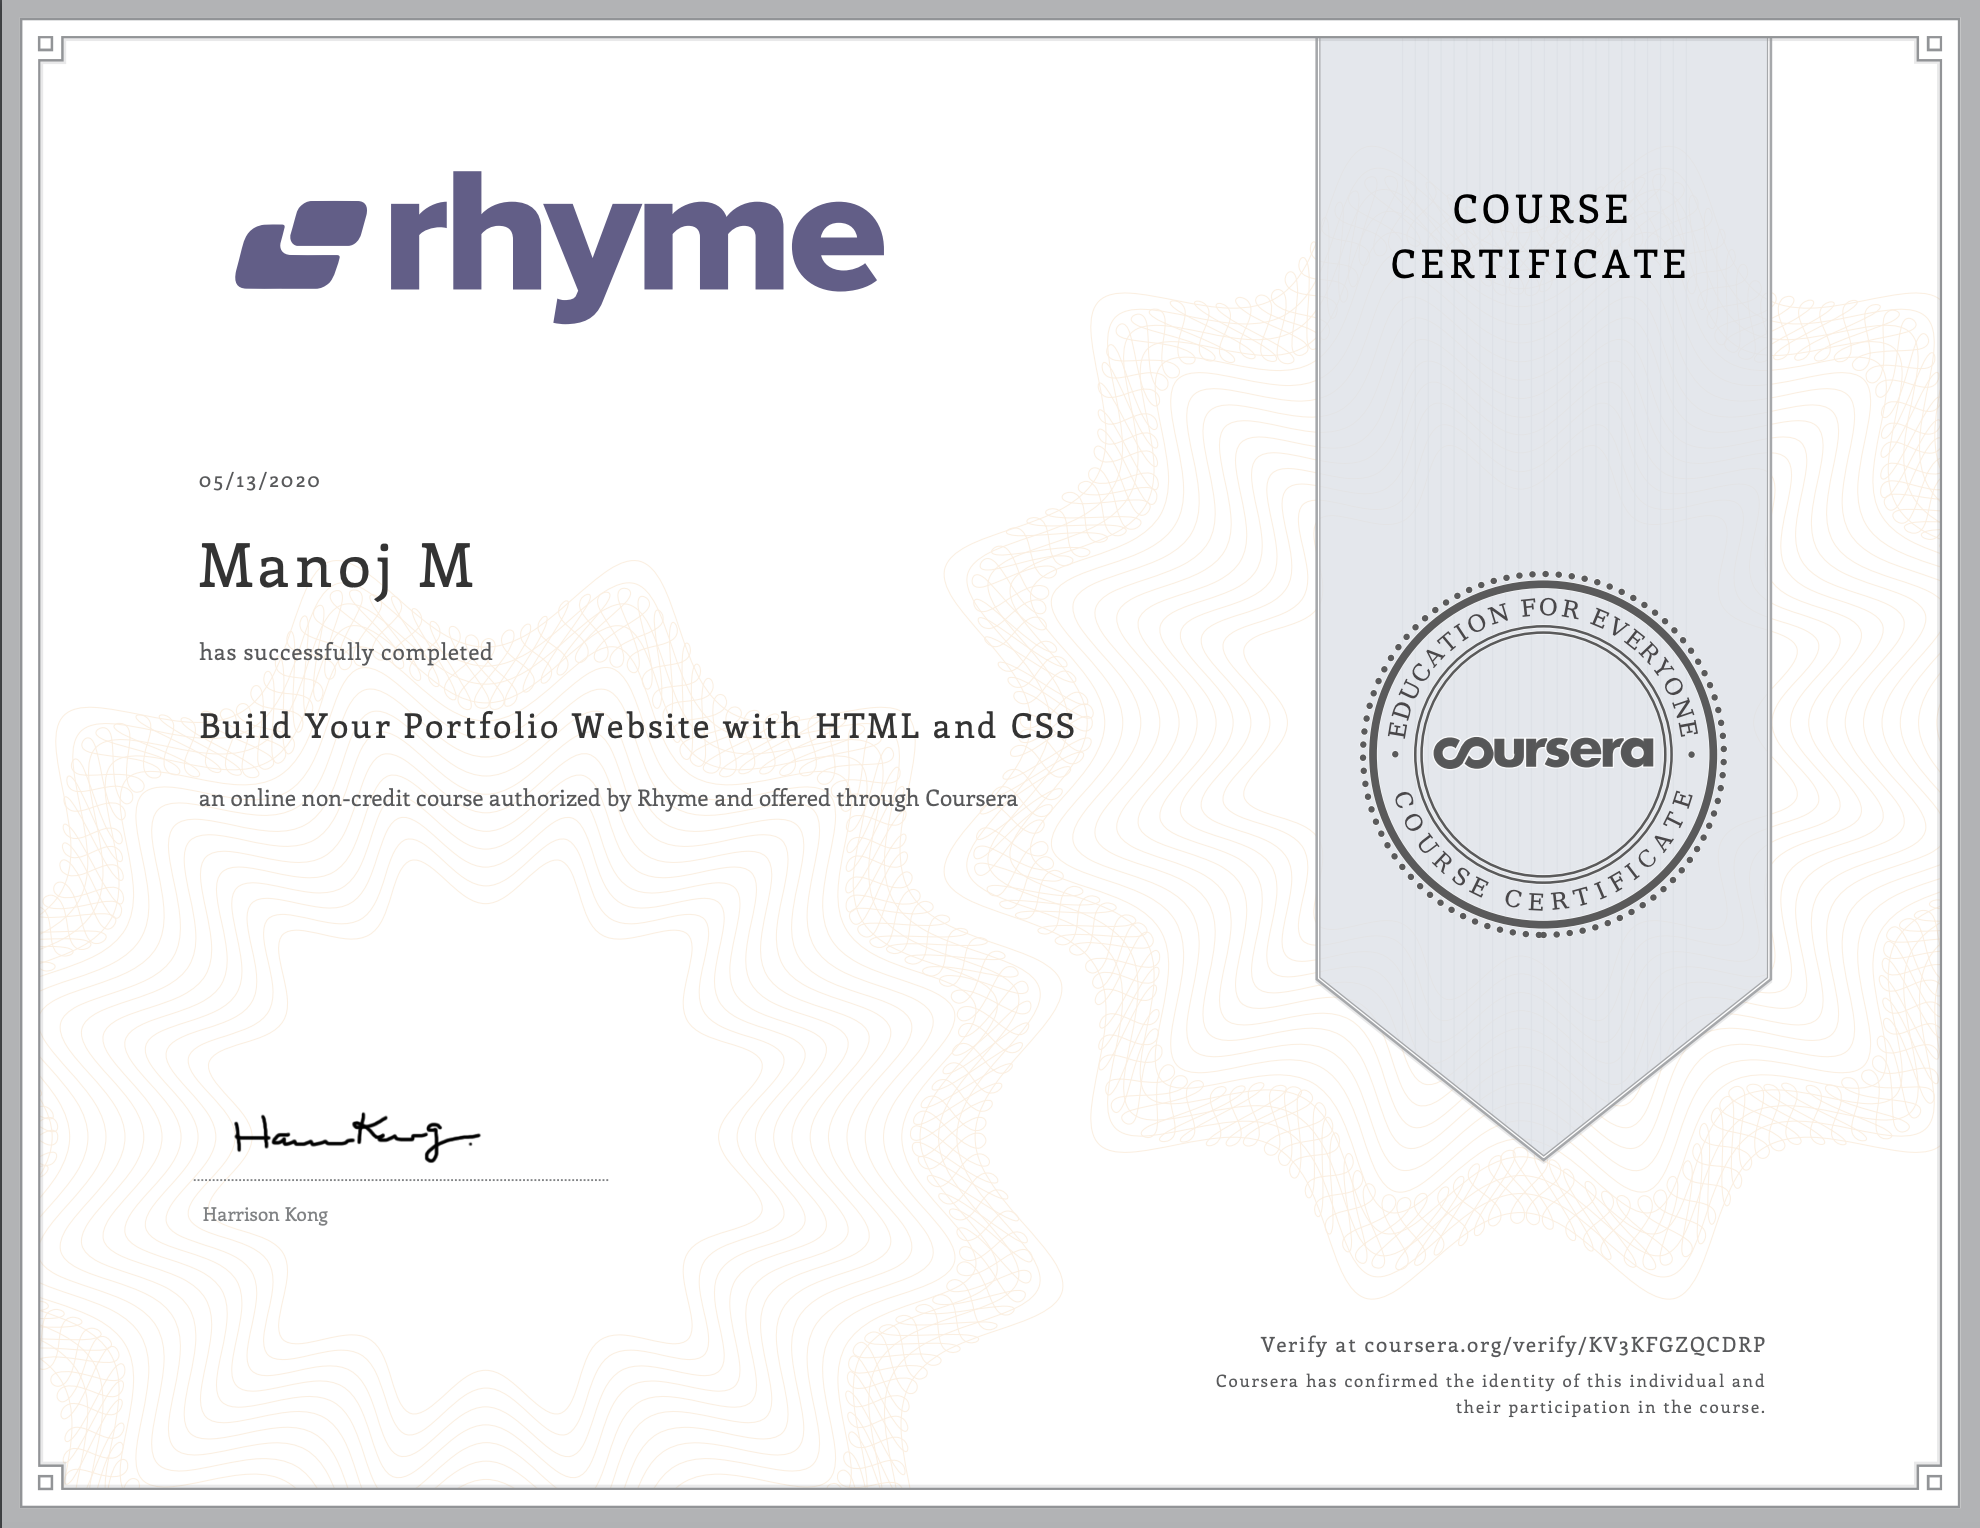 rhyme
COURSE
CERTIFICATE
05/13/2020
Manoj M
has successfully completed
Build Your Portfolio Website with HTML and CSS
an online non-credit course authorized by Rhyme and offered through Coursera
EDUCATION FOR EVERYONE
coursera
COURSE CERTIFICATE
Harrison Kong
Verify at coursera.org/verify/KV3KFGZQCDRP
Coursera has confirmed the identity of this individual and
their participation in the course.